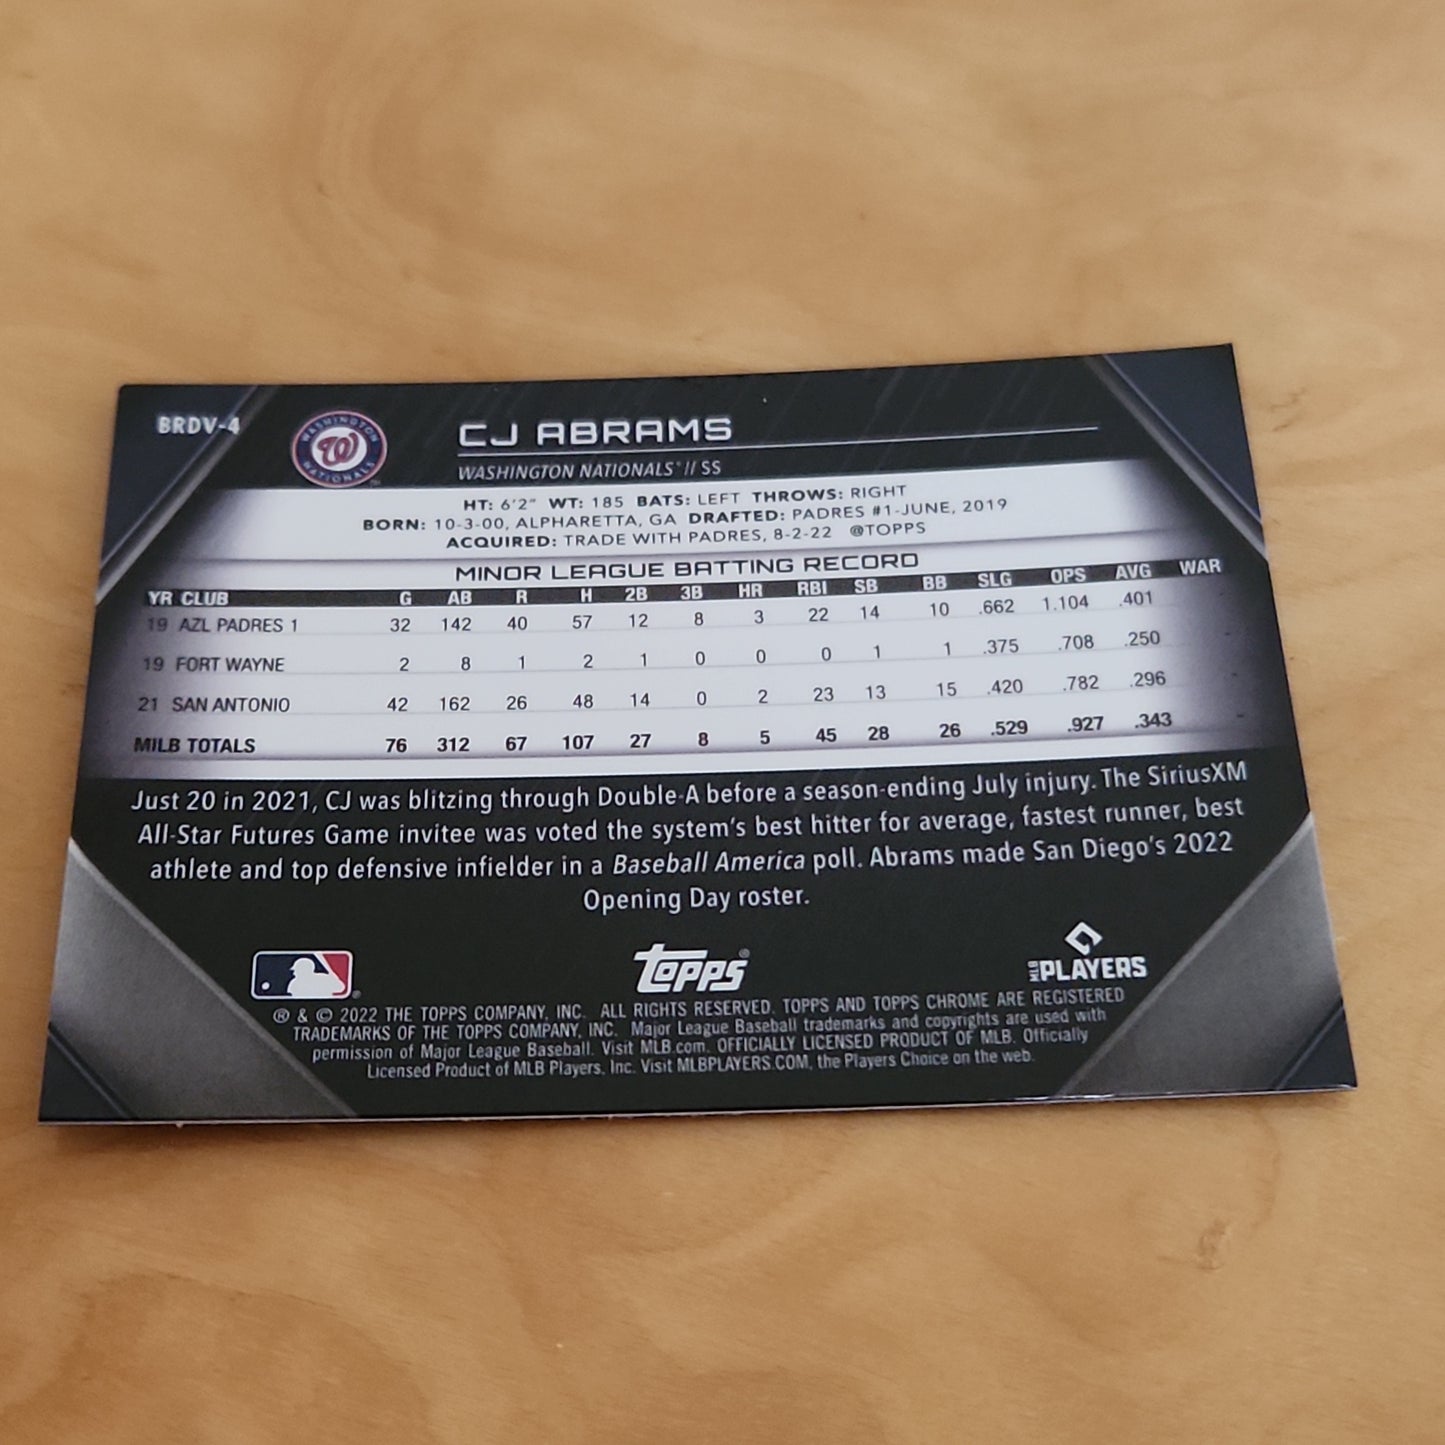 BRDV-4
WASHINGTON
W
NATIONALS
CJ ABRAMS
WASHINGTON NATIONALS® // SS
HT: 6'2" WT: 185 BATS: LEFT THROWS: RIGHT
BORN: 10-3-00, ALPHARETTA, GA DRAFTED: PADRES #1-JUNE, 2019
ACQUIRED: TRADE WITH PADRES, 8-2-22 @TOPPS
MINOR LEAGUE BATTING RECORD
YR CLUB G AB R H 2B 3B HR RBI SB BB SLG OPS AVG WAR
19 AZL PADRES 1 32 142 40 57 12 8 3 22 14 10 .662 1.104 .401
19 FORT WAYNE 2 8 1 2 1 0 0 0 1 1 .375 .708 .250
21 SAN ANTONIO 42 162 26 48 14 0 2 23 13 15 .420 .782 .296
MILB TOTALS 76 312 67 107 27 8 5 45 28 26 .529 .927 .343 -
Just 20 in 2021, CJ was blitzing through Double-A before a season-ending July injury. The SiriusXM
All-Star Futures Game invitee was voted the system's best hitter for average, fastest runner, best
athlete and top defensive infielder in a Baseball America poll. Abrams made San Diego's 2022
Opening Day roster.
topps®
MLB PLAYERS
® & © 2022 THE TOPPS COMPANY, INC. ALL RIGHTS RESERVED. TOPPS AND TOPPS CHROME ARE REGISTERED
TRADEMARKS OF THE TOPPS COMPANY, INC. Major League Baseball trademarks and copyrights are used with
permission of Major League Baseball. Visit MLB.com. OFFICIALLY LICENSED PRODUCT OF MLB. Officially
Licensed Product of MLB Players, Inc. Visit MLBPLAYERS.COM, the Players Choice on the web.